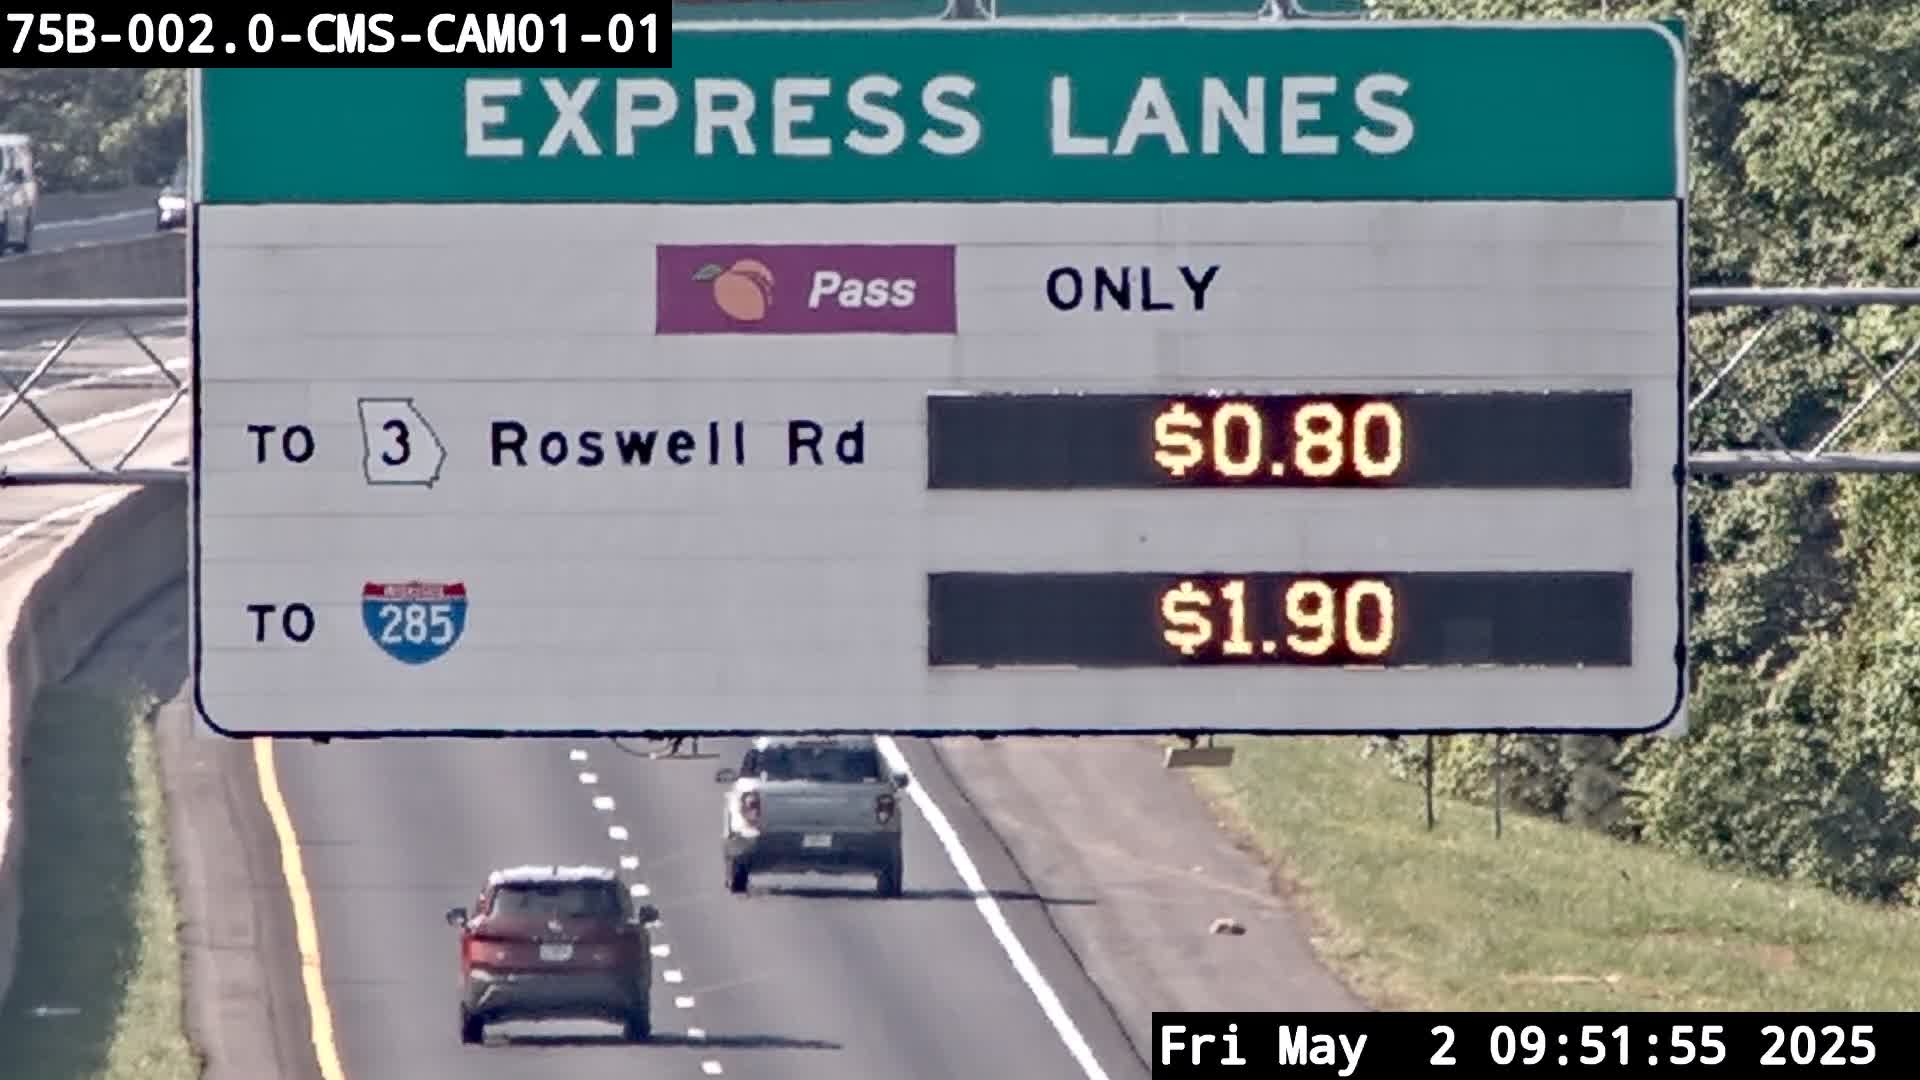 75B-002.0-CMS-CAM01-01
EXPRESS LANES
Pass ONLY
TO 3 Roswell Rd $0.80
TO INTERSTATE 285 $1.90
Fri May 2 09:51:55 2025